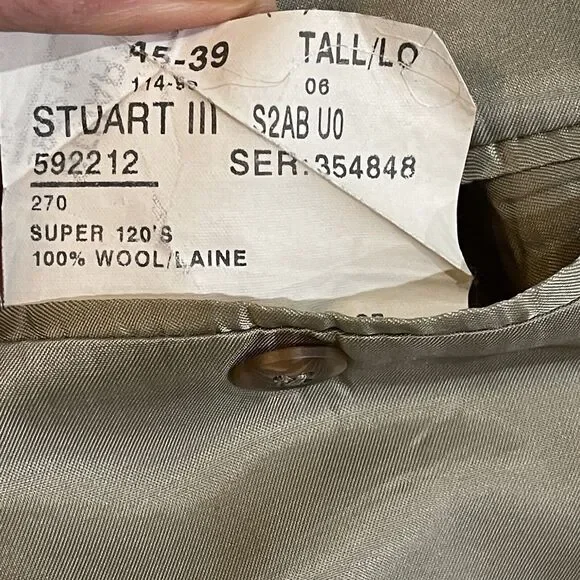 45-39 TALL/LO
114-99 06
STUART III S2AB U0
592212 SER: 354848
270
SUPER 120'S
100% WOOL/LAINE